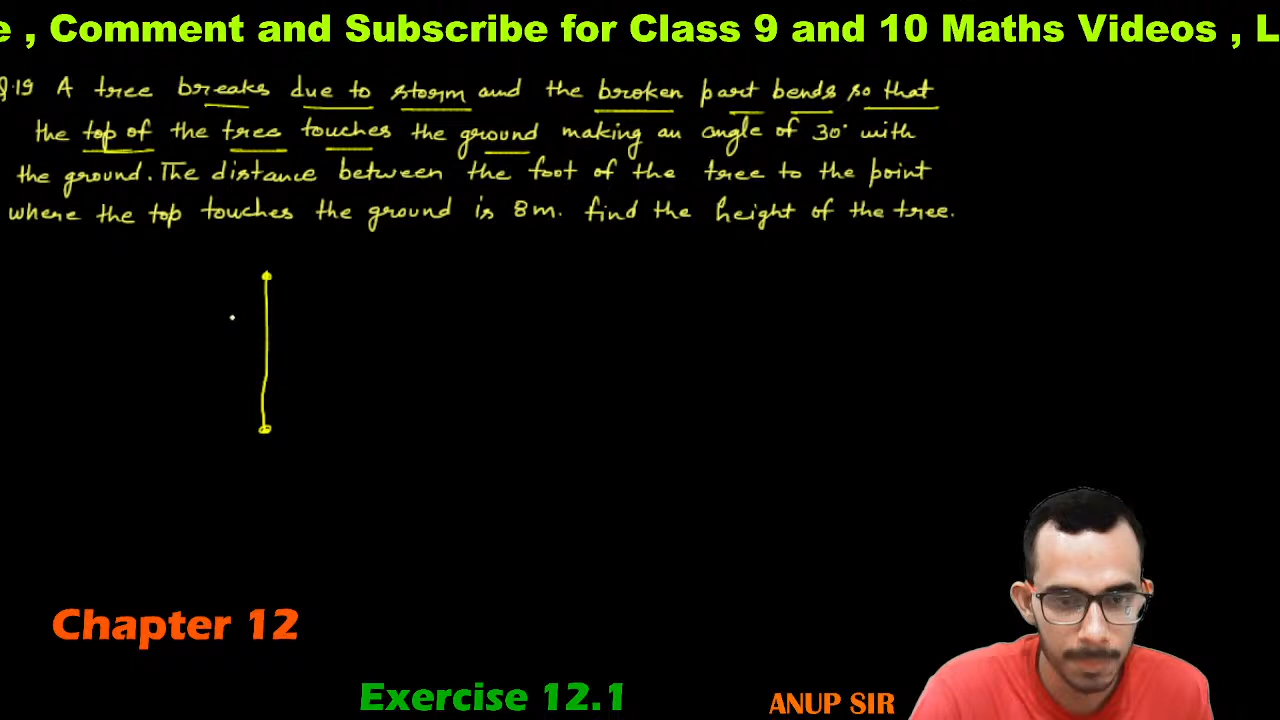 e , Comment and Subscribe for Class 9 and 10 Maths Videos , L
Q.19 A tree breaks due to storm and the broken part bends so that
the top of the tree touches the ground making an angle of 30° with
the ground. The distance between the foot of the tree to the point
where the top touches the ground is 8m. find the height of the tree.
Chapter 12
Exercise 12.1
ANUP SIR